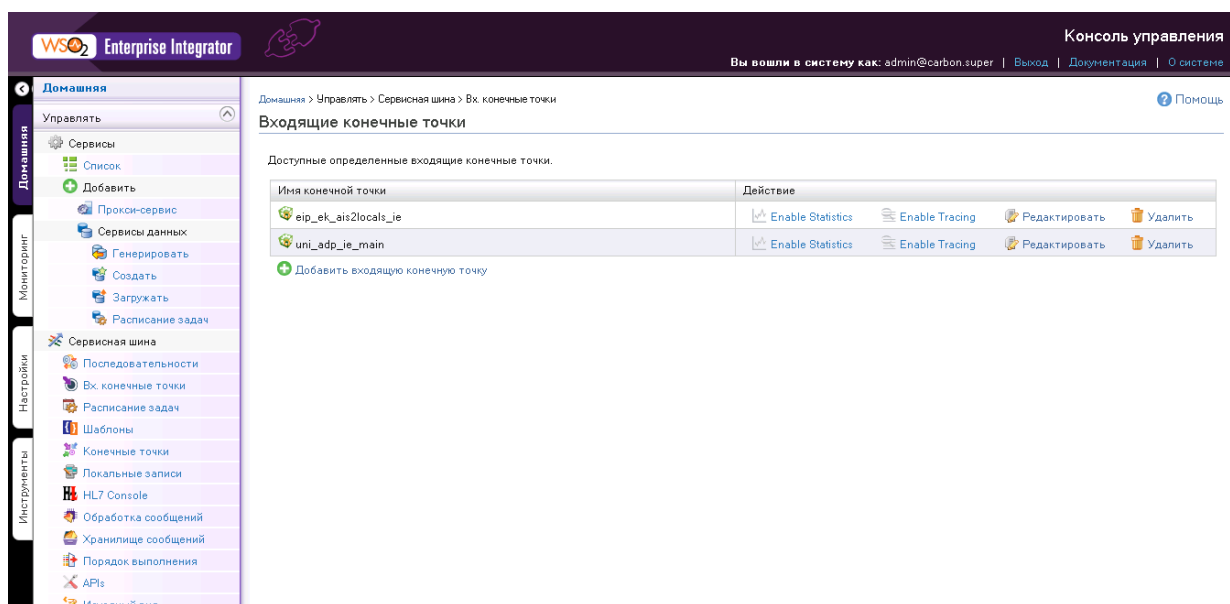 WSO2 Enterprise Integrator
Консоль управления
Вы вошли в систему как: admin@carbon.super | Выход | Документация | О системе
Домашняя
Мониторинг
Настройки
Инструменты
Домашняя
Управлять
Сервисы
Список
Добавить
Прокси-сервис
Сервисы данных
Генерировать
Создать
Загружать
Расписание задач
Сервисная шина
Последовательности
Вх. конечные точки
Расписание задач
Шаблоны
Конечные точки
Локальные записи
HL7 Console
Обработка сообщений
Хранилище сообщений
Порядок выполнения
APIs
Домашняя > Управлять > Сервисная шина > Вх. конечные точки
Помощь
Входящие конечные точки
Доступные определенные входящие конечные точки.
Имя конечной точки Действие
eip_ek_ais2locals_ie Enable Statistics Enable Tracing Редактировать Удалить
uni_adp_ie_main Enable Statistics Enable Tracing Редактировать Удалить
Добавить входящую конечную точку